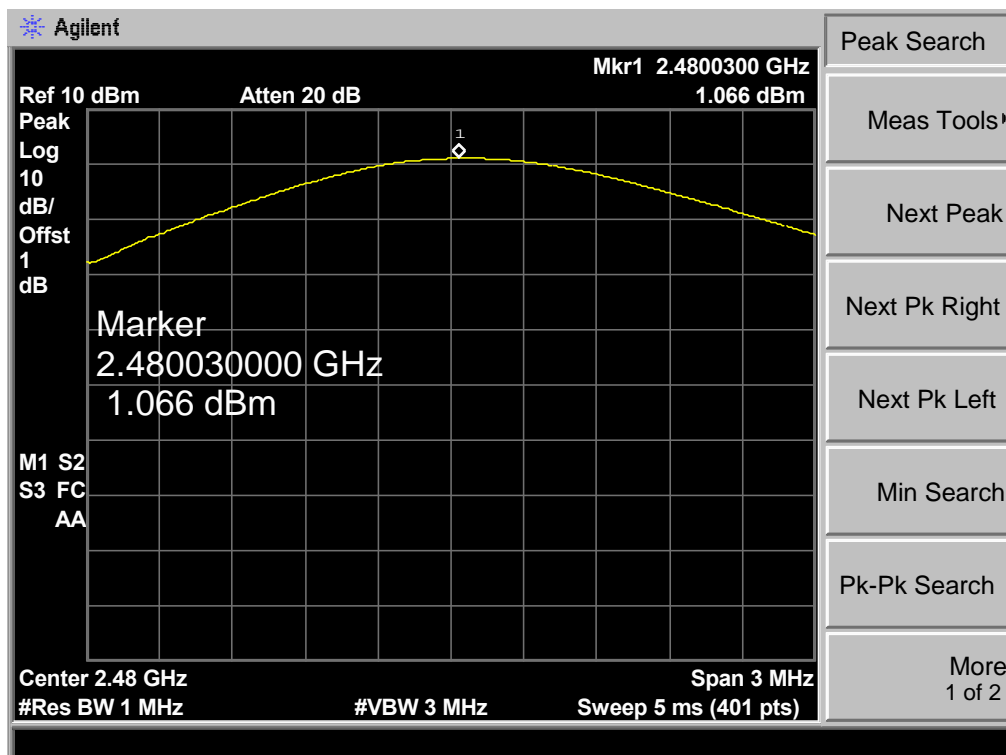 Agilent
Mkr1 2.4800300 GHz
Ref 10 dBm Atten 20 dB 1.066 dBm
Peak
Log
10
dB/
Offst
1
dB
1
Marker
2.480030000 GHz
1.066 dBm
M1 S2
S3 FC
AA
Center 2.48 GHz Span 3 MHz
#Res BW 1 MHz #VBW 3 MHz Sweep 5 ms (401 pts)
Peak Search
Meas Tools
Next Peak
Next Pk Right
Next Pk Left
Min Search
Pk-Pk Search
More
1 of 2